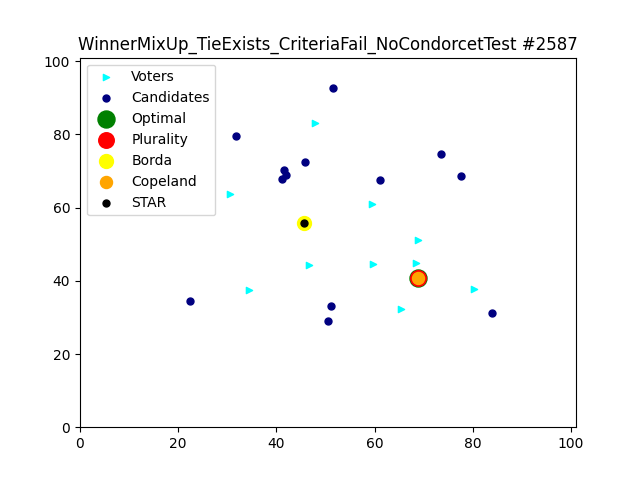 WinnerMixUp_TieExists_CriteriaFail_NoCondorcetTest #2587
100
80
60
40
20
0
Voters
Candidates
Optimal
Plurality
Borda
Copeland
STAR
0 20 40 60 80 100